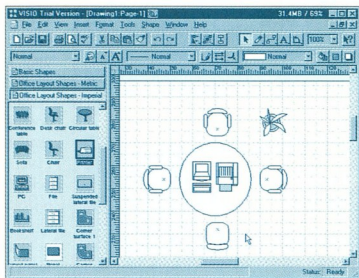 VISIO Trial Version - [Drawing1:Page-1] 31.4MB / 69%
File Edit View Insert Format Tools Shape Window Help
100%
Normal Normal Normal
Basic Shapes
Office Layout Shapes - Metric
Office Layout Shapes - Imperial
Conference table Desk chair Circular table
Sofa Chair Printer
PC File Suspended lateral file
Bookshelf Lateral file Corner surface 1
Status: Ready